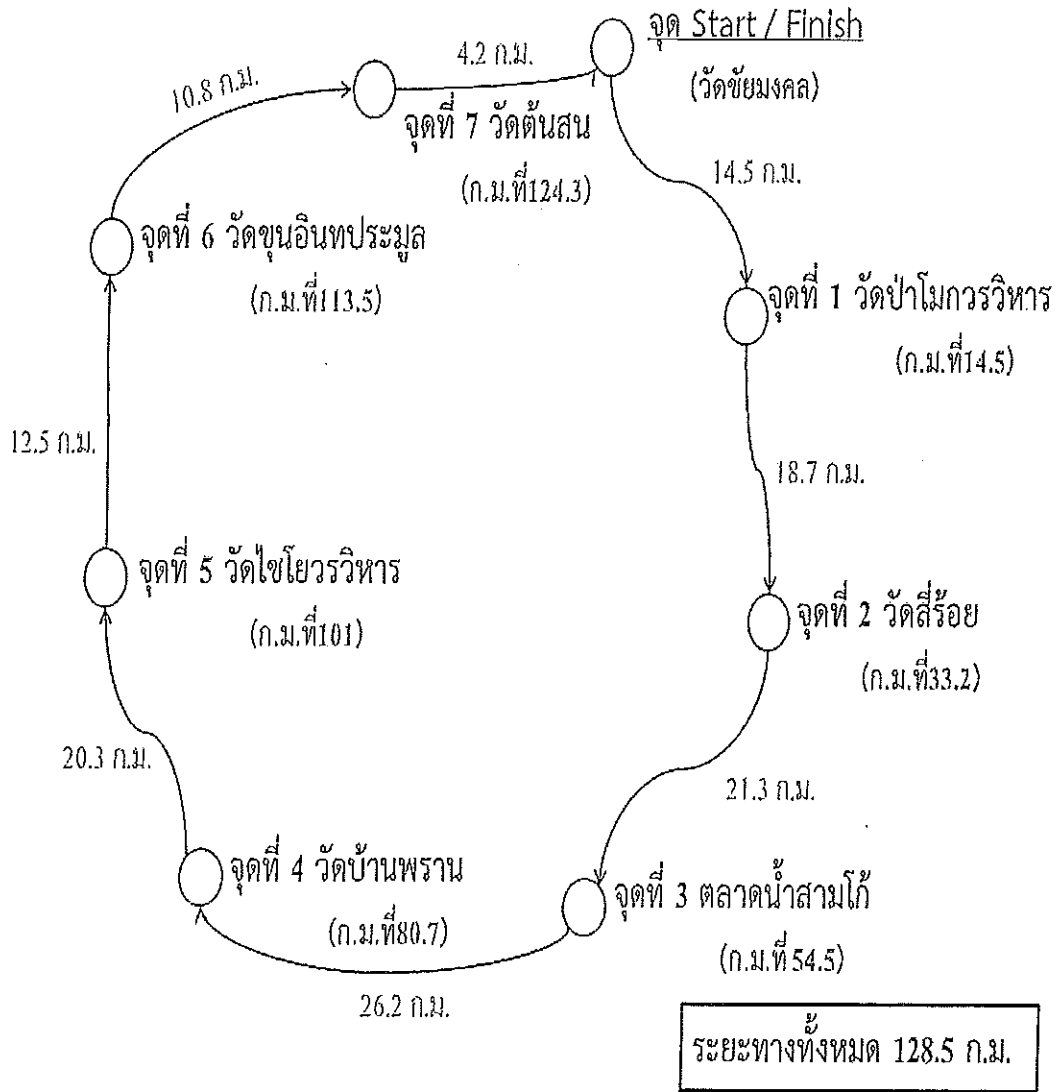 จุด Start / Finish
(วัดชัยมงคล)
14.5 ก.ม.
จุดที่ 1 วัดป่าโมกวรวิหาร
(ก.ม.ที่14.5)
18.7 ก.ม.
จุดที่ 2 วัดสี่ร้อย
(ก.ม.ที่33.2)
21.3 ก.ม.
จุดที่ 3 ตลาดน้ำสามโก้
(ก.ม.ที่54.5)
26.2 ก.ม.
จุดที่ 4 วัดบ้านพราน
(ก.ม.ที่80.7)
20.3 ก.ม.
จุดที่ 5 วัดไชโยวรวิหาร
(ก.ม.ที่101)
12.5 ก.ม.
จุดที่ 6 วัดขุนอินทประมูล
(ก.ม.ที่113.5)
10.8 ก.ม.
จุดที่ 7 วัดต้นสน
(ก.ม.ที่124.3)
4.2 ก.ม.
ระยะทางทั้งหมด 128.5 ก.ม.